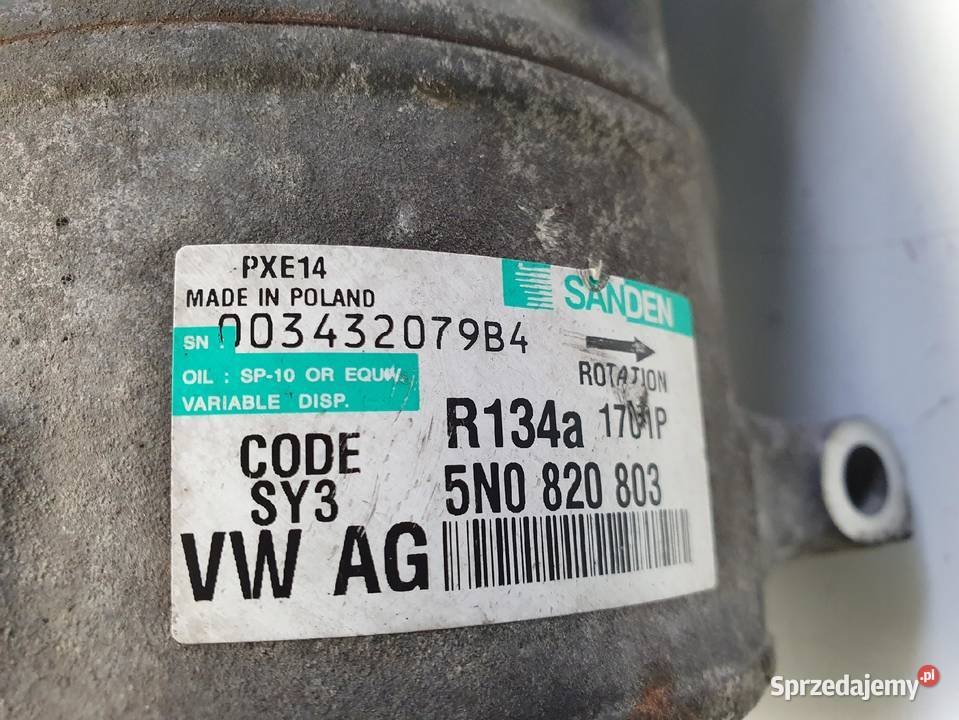 PXE14
MADE IN POLAND
SANDEN
SN : 003432079B4
OIL : SP-10 OR EQUIV.
VARIABLE DISP.
ROTATION
R134a
CODE
SY3
5N0 820 803
VW AG
Sprzedajemy.pl